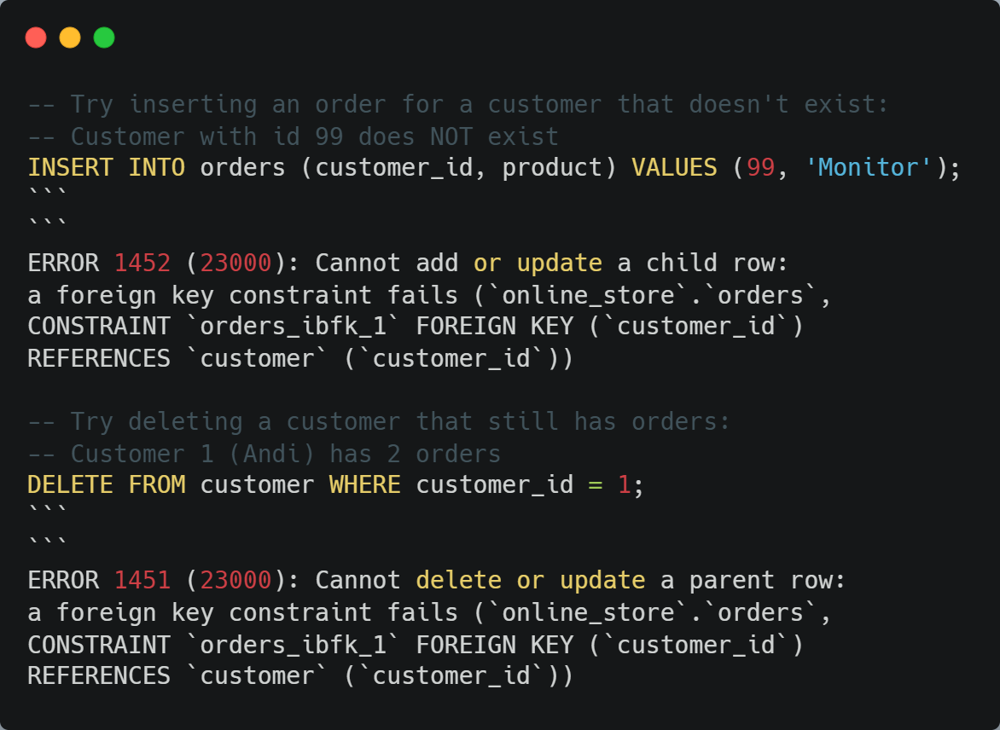 -- Try inserting an order for a customer that doesn't exist:
-- Customer with id 99 does NOT exist
INSERT INTO orders (customer_id, product) VALUES (99, 'Monitor');
```
```
ERROR 1452 (23000): Cannot add or update a child row:
a foreign key constraint fails (`online_store`.`orders`,
CONSTRAINT `orders_ibfk_1` FOREIGN KEY (`customer_id`)
REFERENCES `customer` (`customer_id`))

-- Try deleting a customer that still has orders:
-- Customer 1 (Andi) has 2 orders
DELETE FROM customer WHERE customer_id = 1;
```
```
ERROR 1451 (23000): Cannot delete or update a parent row:
a foreign key constraint fails (`online_store`.`orders`,
CONSTRAINT `orders_ibfk_1` FOREIGN KEY (`customer_id`)
REFERENCES `customer` (`customer_id`))